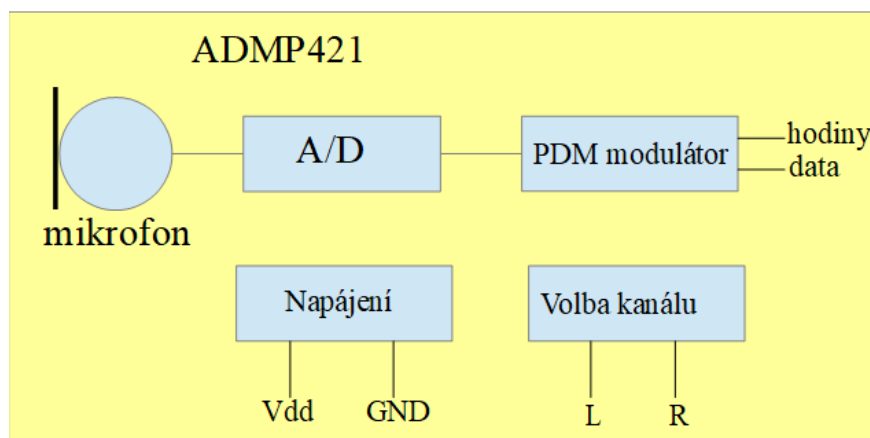 ADMP421
A/D
PDM modulátor
hodiny
data
mikrofon
Napájení
Volba kanálu
Vdd
GND
L
R